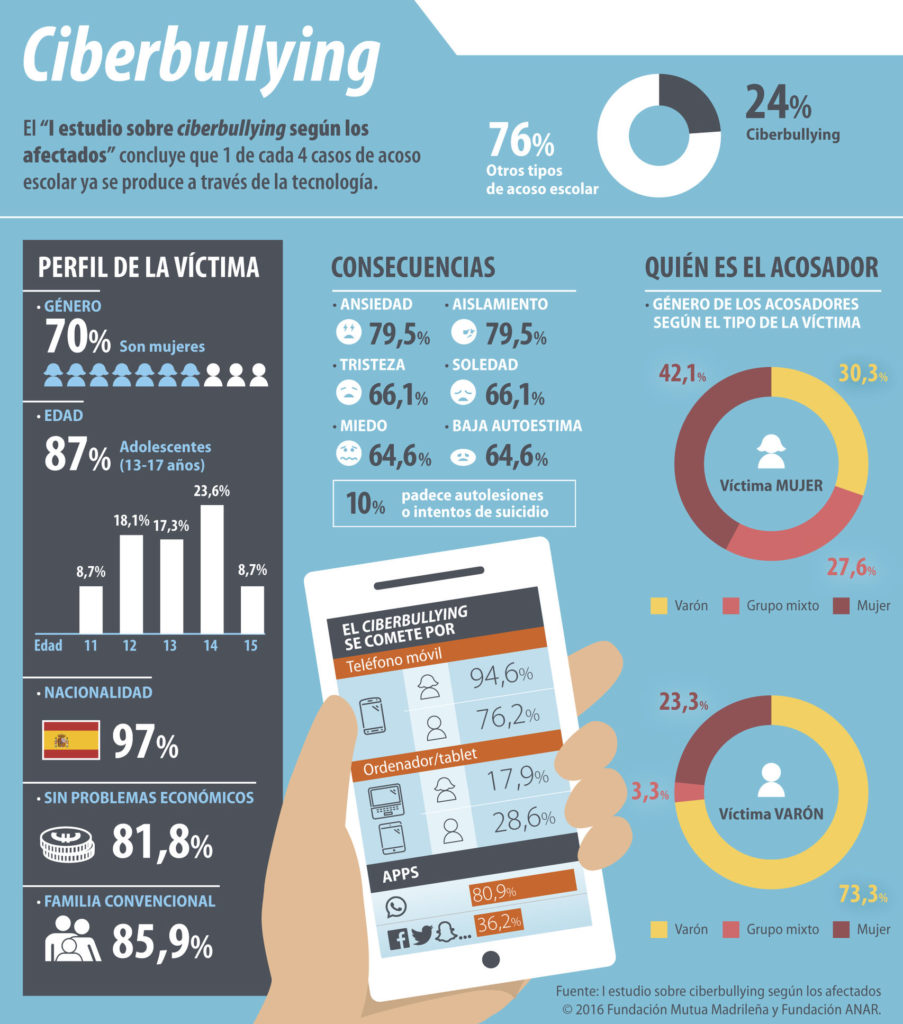 Ciberbullying
El “I estudio sobre ciberbullying según los
afectados” concluye que 1 de cada 4 casos de acoso
escolar ya se produce a través de la tecnología.
76%
Otros tipos
de acoso escolar
24%
Ciberbullying
PERFIL DE LA VÍCTIMA
• GÉNERO
70% Son mujeres
• EDAD
87% Adolescentes
(13-17 años)
8,7%
18,1%
17,3%
23,6%
8,7%
Edad 11 12 13 14 15
• NACIONALIDAD
97%
• SIN PROBLEMAS ECONÓMICOS
81,8%
• FAMILIA CONVENCIONAL
85,9%
CONSECUENCIAS
• ANSIEDAD
79,5%
• AISLAMIENTO
79,5%
• TRISTEZA
66,1%
• SOLEDAD
66,1%
• MIEDO
64,6%
• BAJA AUTOESTIMA
64,6%
10% padece autolesiones
o intentos de suicidio
EL CIBERBULLYING
SE COMETE POR
Teléfono móvil
94,6%
76,2%
Ordenador/tablet
17,9%
28,6%
APPS
80,9%
36,2%
...
QUIÉN ES EL ACOSADOR
• GÉNERO DE LOS ACOSADORES
SEGÚN EL TIPO DE LA VÍCTIMA
42,1%
30,3%
Víctima MUJER
27,6%
Varón Grupo mixto Mujer
23,3%
3,3%
Víctima VARÓN
73,3%
Varón Grupo mixto Mujer
Fuente: I estudio sobre ciberbullying según los afectados
© 2016 Fundación Mutua Madrileña y Fundación ANAR.